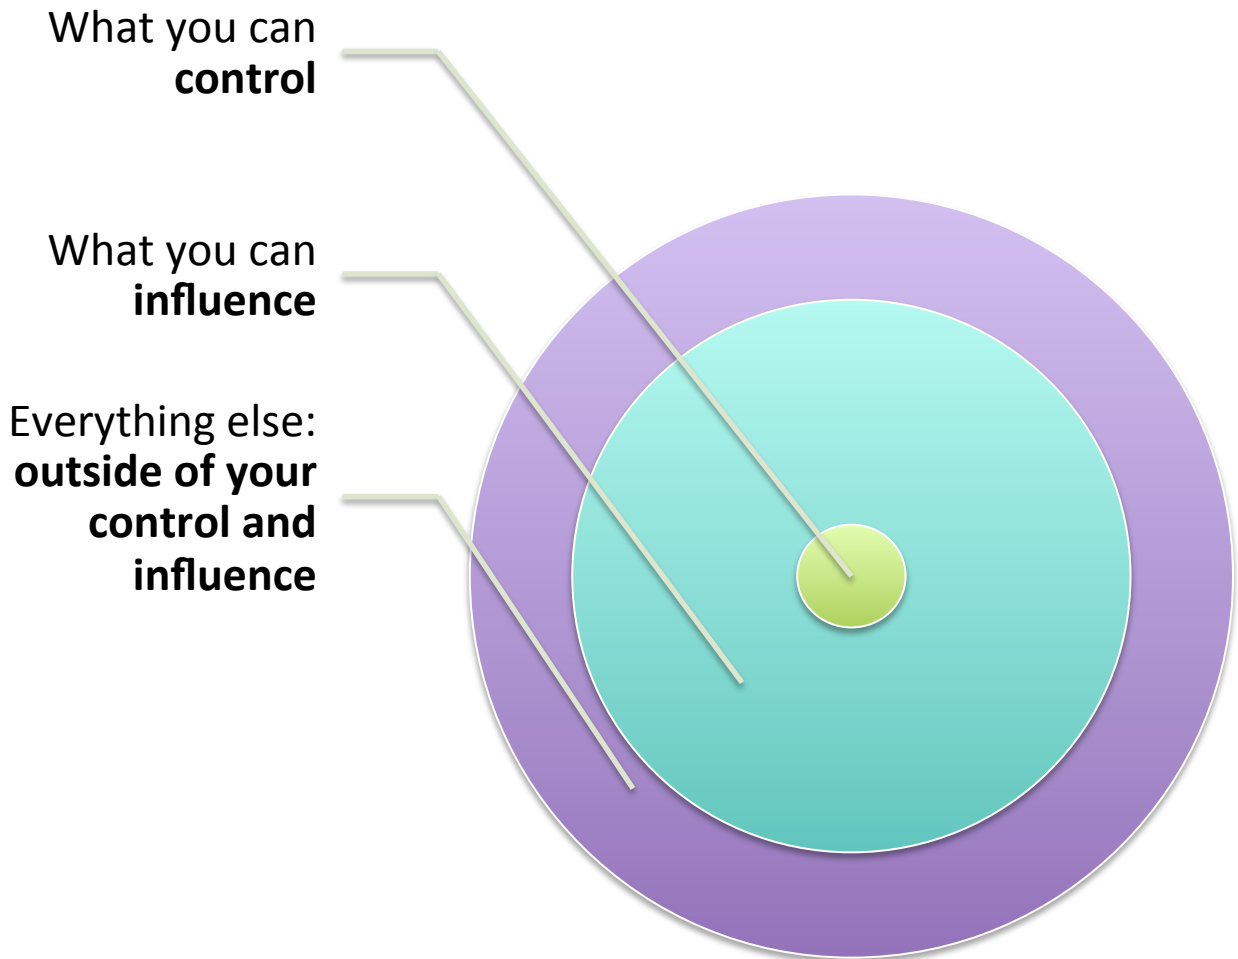 What you can
control
What you can
influence
Everything else:
outside of your
control and
influence